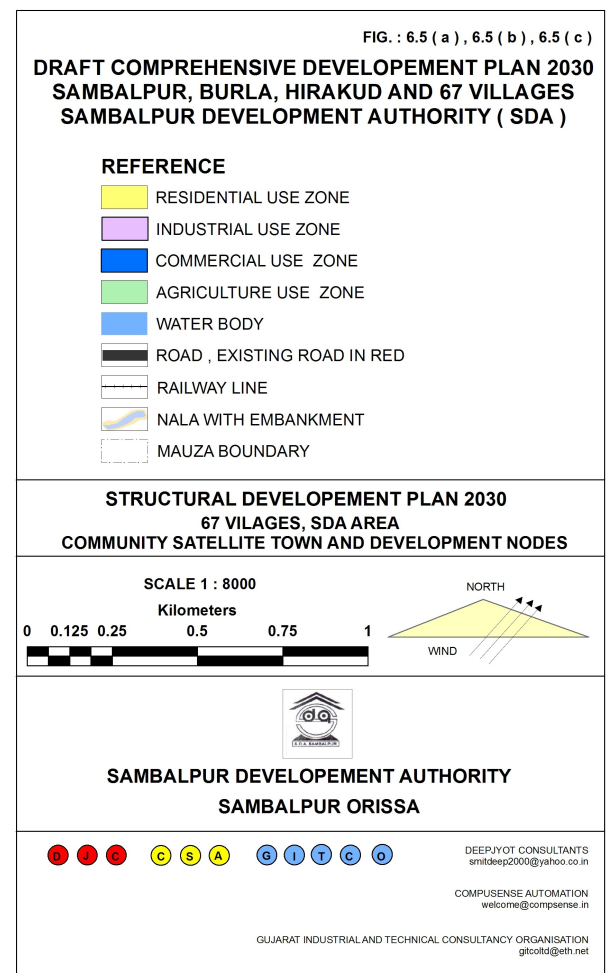 FIG. : 6.5 ( a ) , 6.5 ( b ) , 6.5 ( c )
DRAFT COMPREHENSIVE DEVELOPEMENT PLAN 2030
SAMBALPUR, BURLA, HIRAKUD AND 67 VILLAGES
SAMBALPUR DEVELOPMENT AUTHORITY ( SDA )
REFERENCE
RESIDENTIAL USE ZONE
INDUSTRIAL USE ZONE
COMMERCIAL USE ZONE
AGRICULTURE USE ZONE
WATER BODY
ROAD , EXISTING ROAD IN RED
RAILWAY LINE
NALA WITH EMBANKMENT
MAUZA BOUNDARY
STRUCTURAL DEVELOPEMENT PLAN 2030
67 VILAGES, SDA AREA
COMMUNITY SATELLITE TOWN AND DEVELOPMENT NODES
SCALE 1 : 8000
Kilometers
0 0.125 0.25 0.5 0.75 1
NORTH
WIND
S.D.A. SAMBALPUR
SAMBALPUR DEVELOPEMENT AUTHORITY
SAMBALPUR ORISSA
D J C C S A G I T C O
DEEPJYOT CONSULTANTS
smitdeep2000@yahoo.co.in
COMPUSENSE AUTOMATION
welcome@compsense.in
GUJARAT INDUSTRIAL AND TECHNICAL CONSULTANCY ORGANISATION
gitcoltd@eth.net